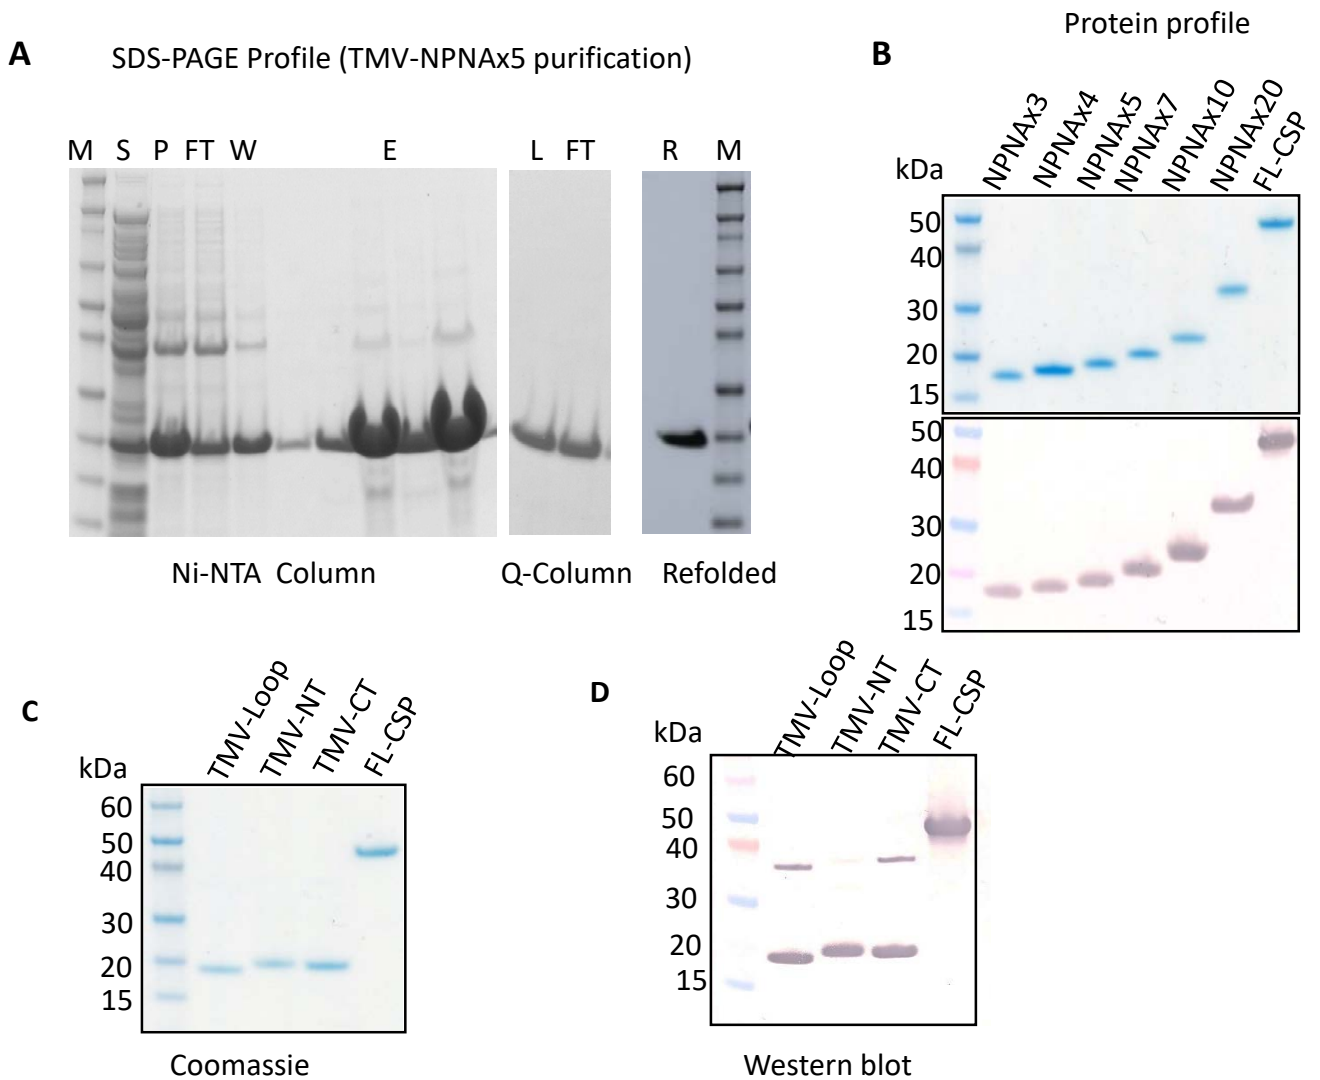 A
SDS-PAGE Profile (TMV-NPNAx5 purification)
M S P FT W E L FT R M
Ni-NTA Column
Q-Column
Refolded
B
Protein profile
kDa
NPNAx3
NPNAx4
NPNAx5
NPNAx7
NPNAx10
NPNAx20
FL-CSP
50
40
30
20
15
50
40
30
20
15
C
kDa
TMV-Loop
TMV-NT
TMV-CT
FL-CSP
60
50
40
30
20
15
Coomassie
D
kDa
TMV-Loop
TMV-NT
TMV-CT
FL-CSP
60
50
40
30
20
15
Western blot